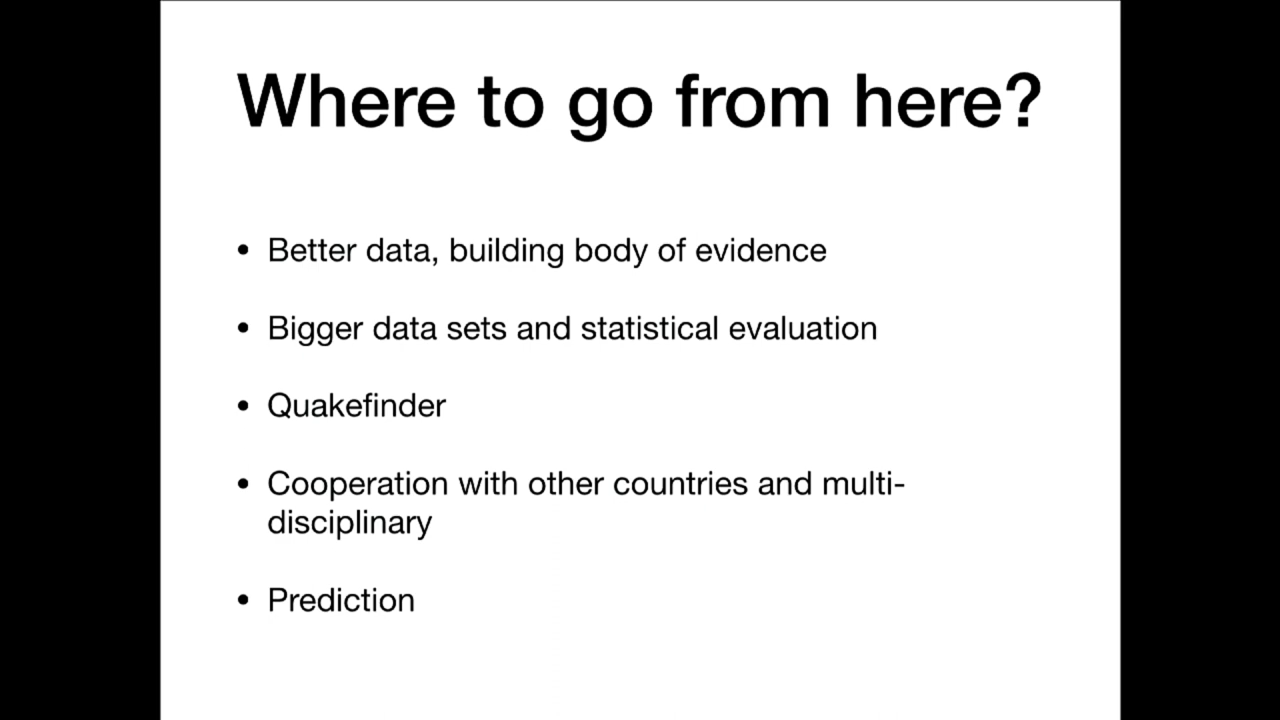 Where to go from here?
• Better data, building body of evidence
• Bigger data sets and statistical evaluation
• Quakefinder
• Cooperation with other countries and multi-
disciplinary
• Prediction